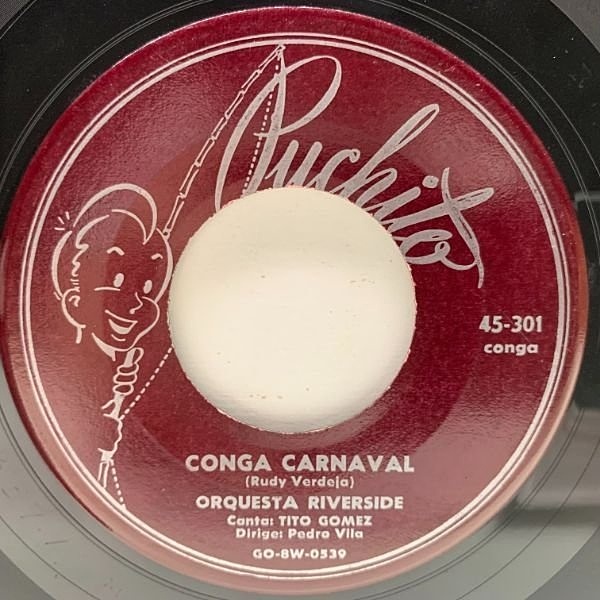 Puchito
45-301
conga
CONGA CARNAVAL
(Rudy Verdeja)
ORQUESTA RIVERSIDE
Canta: TITO GOMEZ
Dirige: Pedro Vila
GO-8W-0539